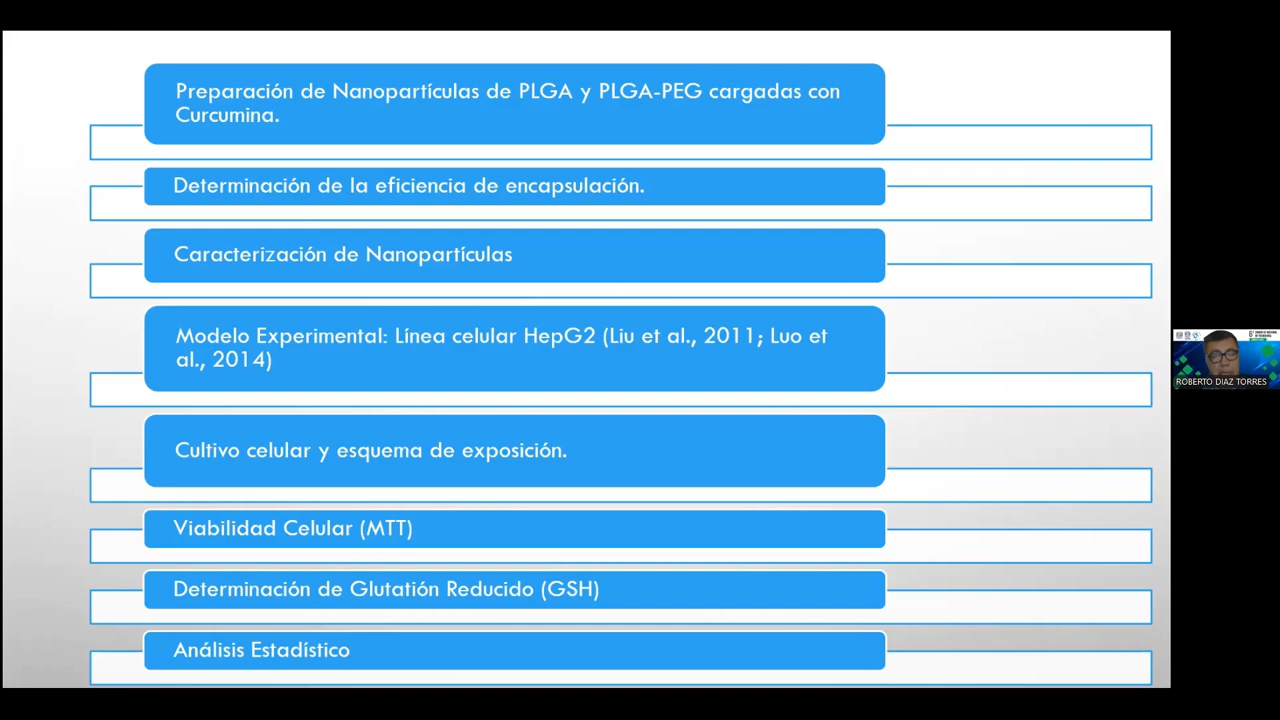 Preparación de Nanopartículas de PLGA y PLGA-PEG cargadas con
Curcumina.
Determinación de la eficiencia de encapsulación.
Caracterización de Nanopartículas
Modelo Experimental: Línea celular HepG2 (Liu et al., 2011; Luo et
al., 2014)
Cultivo celular y esquema de exposición.
Viabilidad Celular (MTT)
Determinación de Glutatión Reducido (GSH)
Análisis Estadístico
ROBERTO DIAZ TORRES